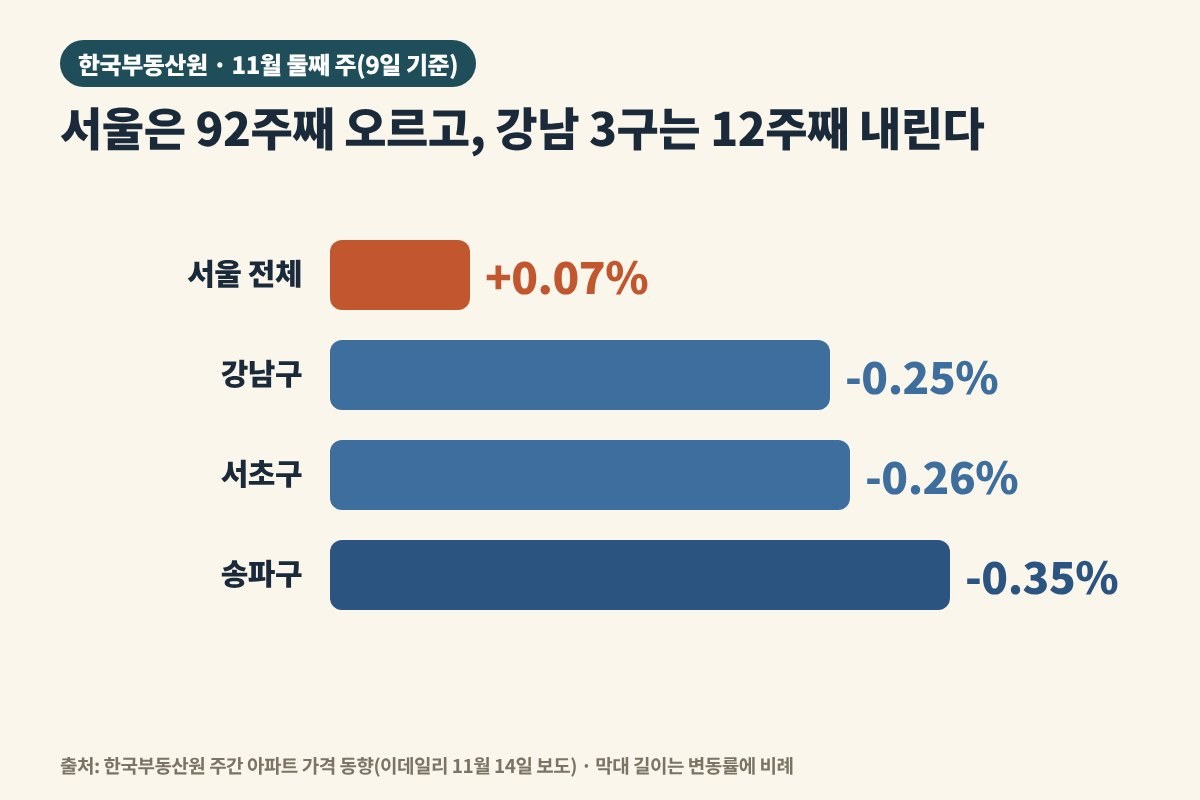 한국부동산원 · 11월 둘째 주(9일 기준)
서울은 92주째 오르고, 강남 3구는 12주째 내린다
서울 전체 +0.07%
강남구 -0.25%
서초구 -0.26%
송파구 -0.35%
출처: 한국부동산원 주간 아파트 가격 동향(이데일리 11월 14일 보도) · 막대 길이는 변동률에 비례